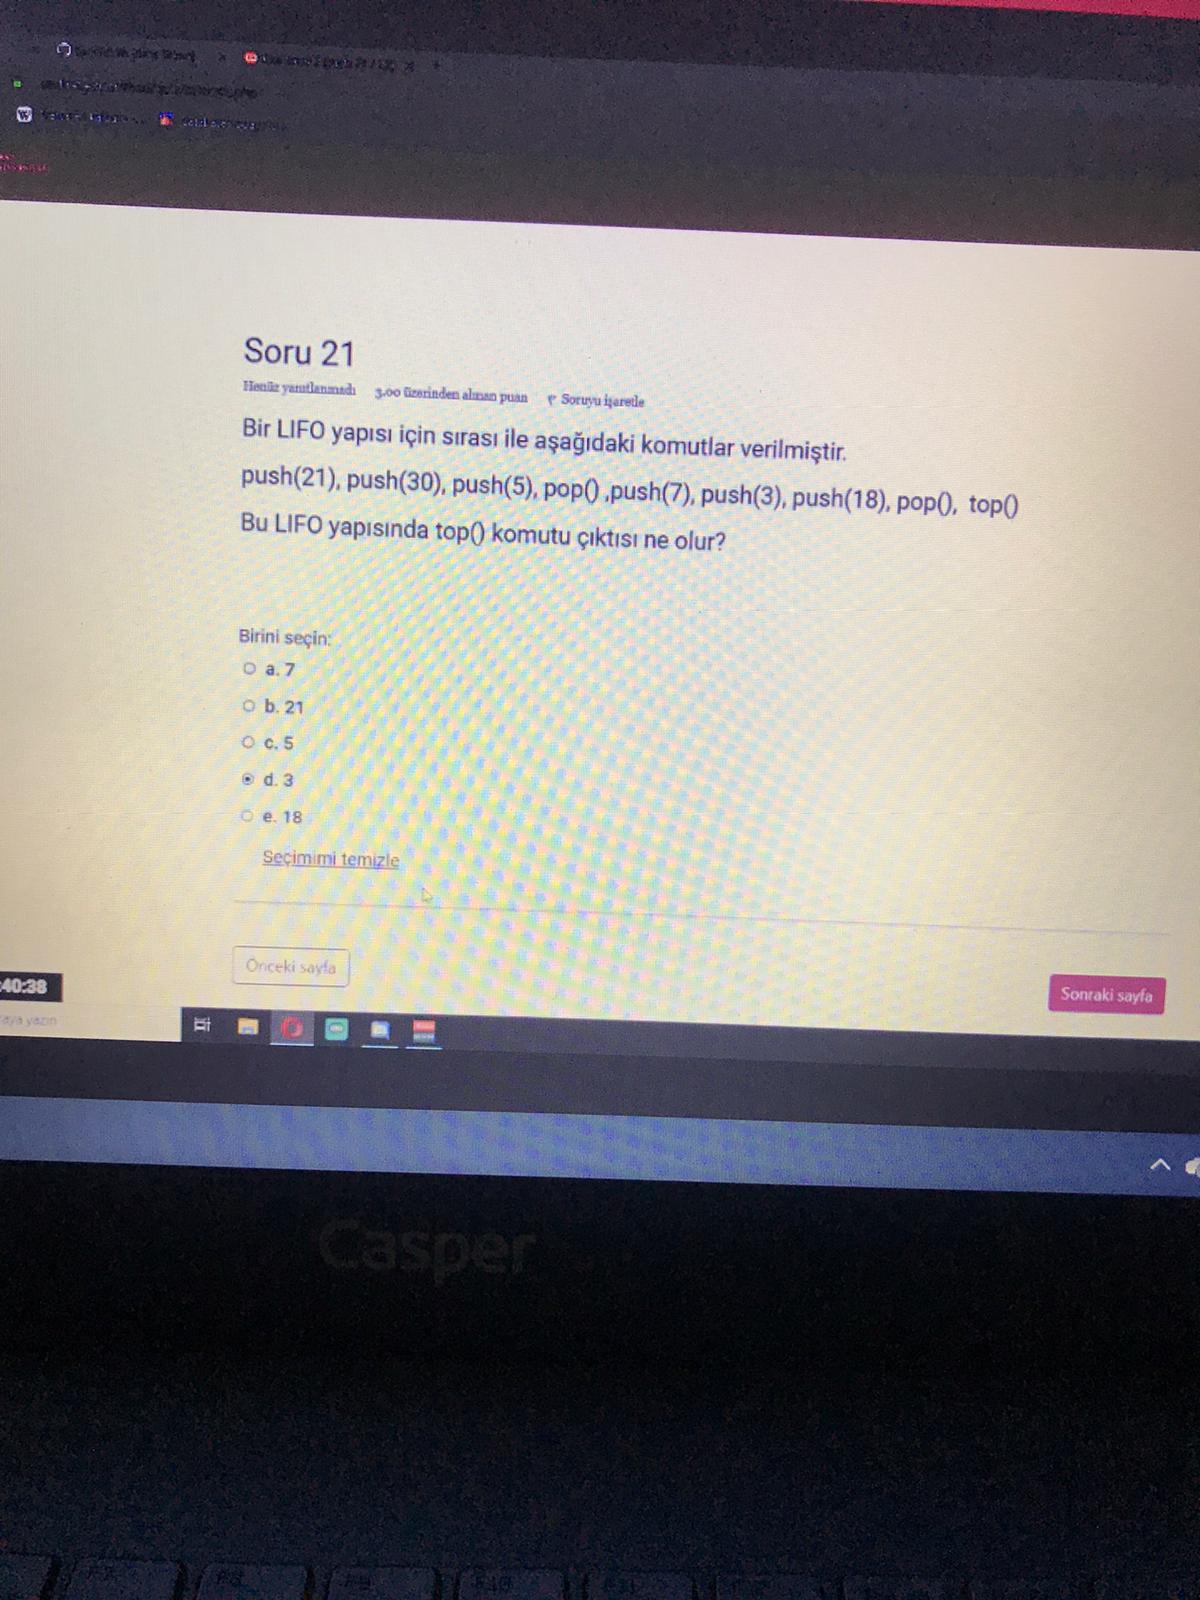 Soru 21
Henüz yanıtlanmadı 3,00 üzerinden alınan puan Soruyu işaretle
Bir LIFO yapısı için sırası ile aşağıdaki komutlar verilmiştir.
push(21), push(30), push(5), pop() ,push(7), push(3), push(18), pop(), top()
Bu LIFO yapısında top() komutu çıktısı ne olur?
Birini seçin:
a. 7
b. 21
c. 5
d. 3
e. 18
Seçimimi temizle
Önceki sayfa
Sonraki sayfa
40:38
yazın
Casper